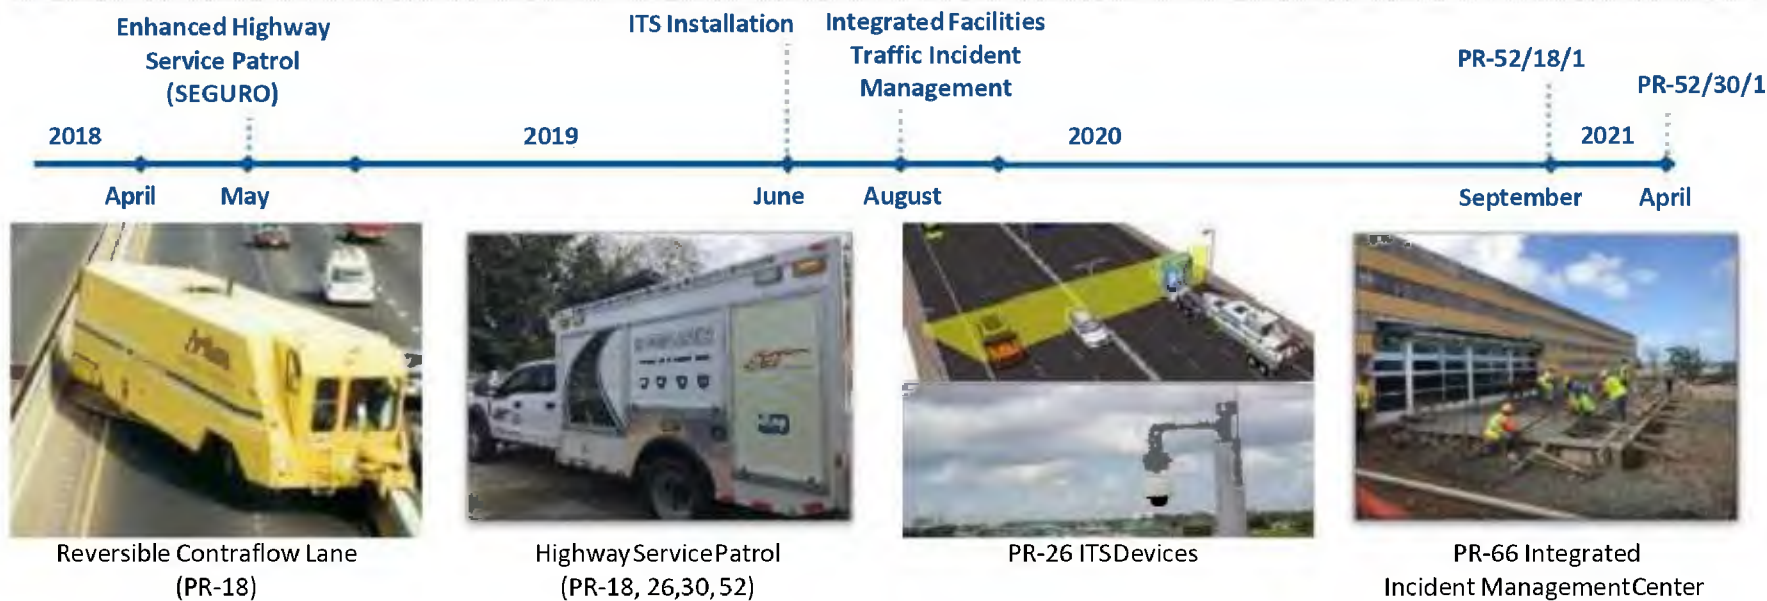 Enhanced Highway
Service Patrol
(SEGURO)
ITS Installation
Integrated Facilities
Traffic Incident
Management
PR-52/18/1
PR-52/30/1
2018
2019
2020
2021
April
May
June
August
September
April
Reversible Contraflow Lane
(PR-18)
Highway Service Patrol
(PR-18, 26,30, 52)
PR-26 ITS Devices
PR-66 Integrated
Incident Management Center